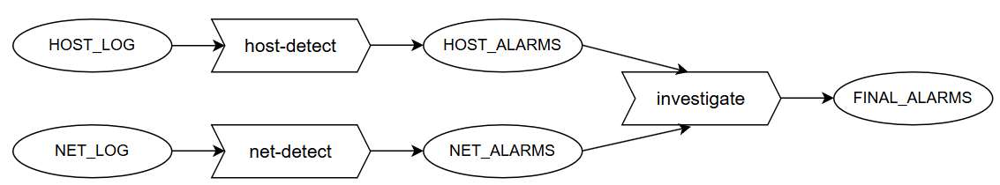 HOST_LOG
host-detect
HOST_ALARMS
investigate
FINAL_ALARMS
NET_LOG
net-detect
NET_ALARMS